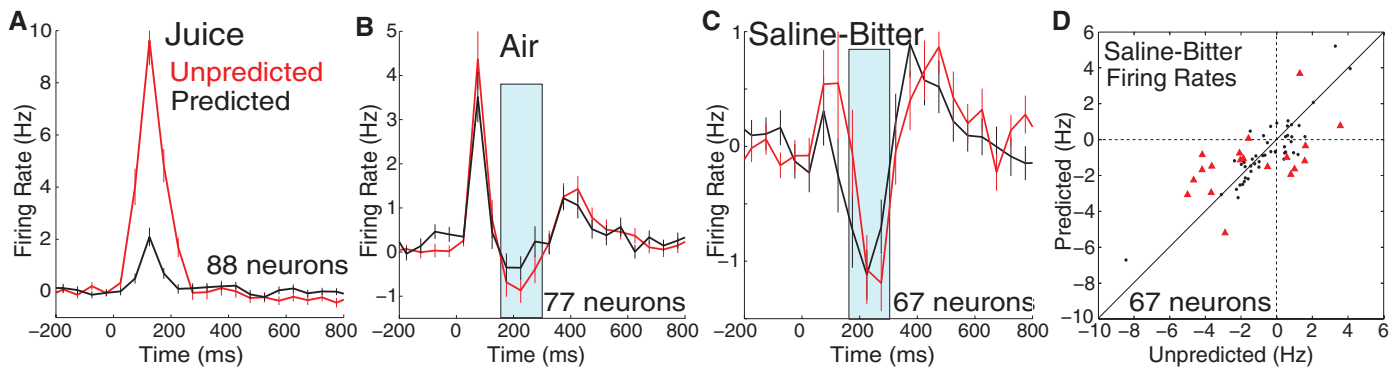 A
Juice
Unpredicted
Predicted
88 neurons
Firing Rate (Hz)
10
8
6
4
2
0
−200 0 200 400 600 800
Time (ms)
B
Air
77 neurons
Firing Rate (Hz)
5
4
3
2
1
0
−1
−200 0 200 400 600 800
Time (ms)
C
Saline-Bitter
67 neurons
Firing Rate (Hz)
1
0
−1
−200 0 200 400 600 800
Time (ms)
D
Saline-Bitter
Firing Rates
67 neurons
Predicted (Hz)
6
4
2
0
−2
−4
−6
−8
−10
−10 −6 −2 0 2 6
Unpredicted (Hz)